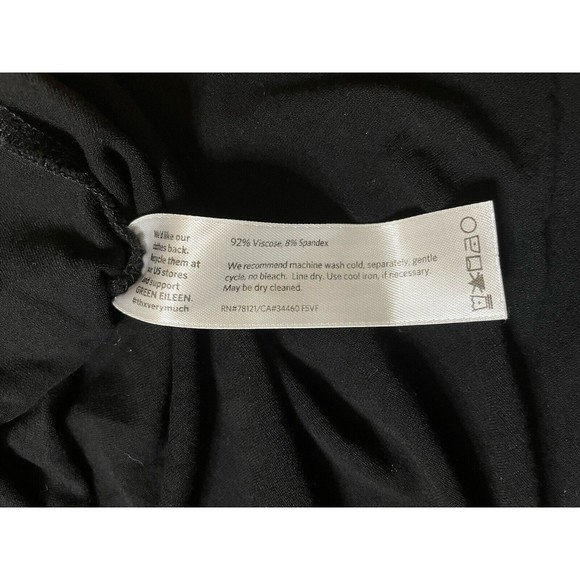 We'd like our
clothes back.
Recycle them at
our US stores
and support
GREEN EILEEN.
#thxverymuch
92% Viscose, 8% Spandex
We recommend machine wash cold, separately, gentle
cycle, no bleach. Line dry. Use cool iron, if necessary.
May be dry cleaned.
RN#78121/CA#34460 F5VF